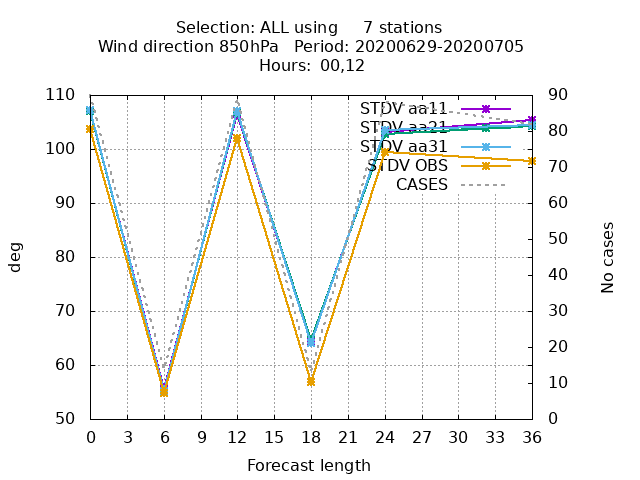 Selection: ALL using 7 stations
Wind direction 850hPa Period: 20200629-20200705
Hours: 00,12
110
100
90
80
70
60
50
deg
90
80
70
60
50
40
30
20
10
0
No cases
STDV aa11
STDV aa21
STDV aa31
STDV OBS
CASES
0 3 6 9 12 15 18 21 24 27 30 33 36
Forecast length